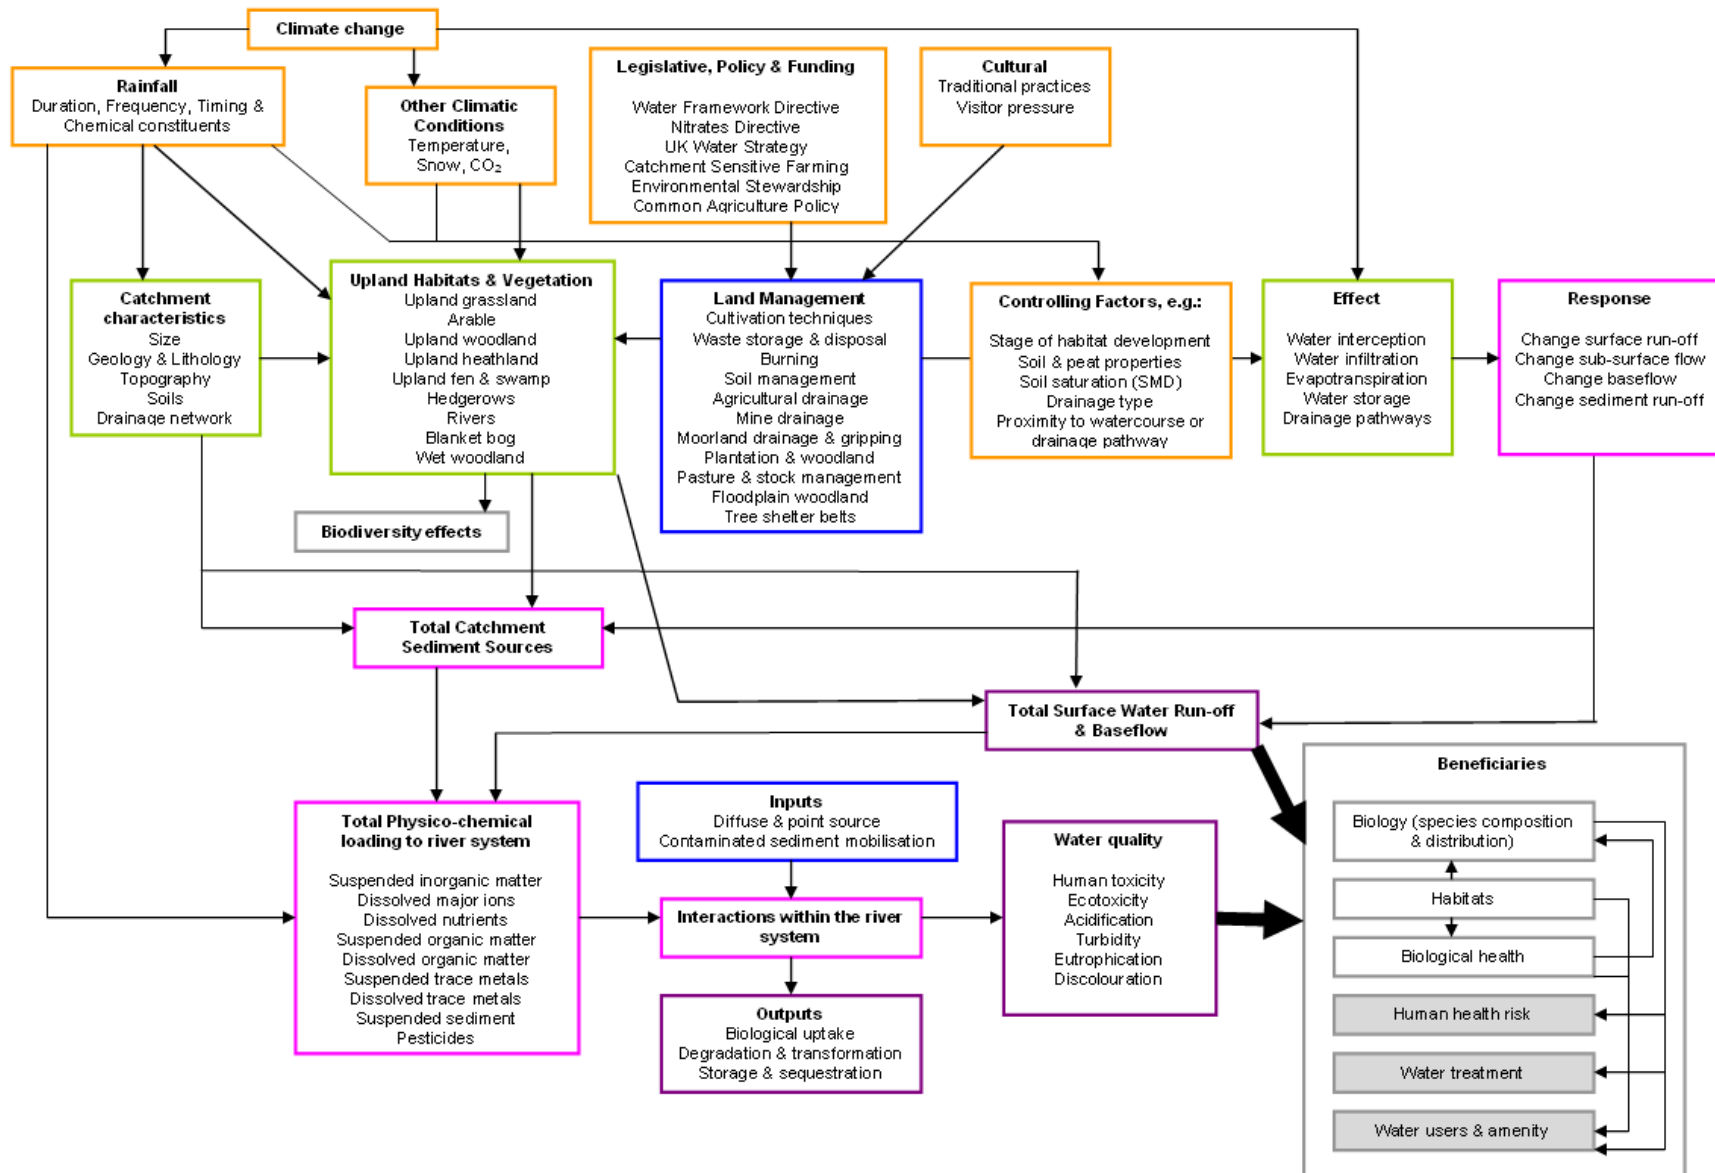 Climate change
Rainfall
Duration, Frequency, Timing &
Chemical constituents
Other Climatic
Conditions
Temperature,
Snow, CO₂
Legislative, Policy & Funding
Water Framework Directive
Nitrates Directive
UK Water Strategy
Catchment Sensitive Farming
Environmental Stewardship
Common Agriculture Policy
Cultural
Traditional practices
Visitor pressure
Catchment
characteristics
Size
Geology & Lithology
Topography
Soils
Drainage network
Upland Habitats & Vegetation
Upland grassland
Arable
Upland woodland
Upland heathland
Upland fen & swamp
Hedgerows
Rivers
Blanket bog
Wet woodland
Land Management
Cultivation techniques
Waste storage & disposal
Burning
Soil management
Agricultural drainage
Mine drainage
Moorland drainage & gripping
Plantation & woodland
Pasture & stock management
Floodplain woodland
Tree shelter belts
Controlling Factors, e.g.:
Stage of habitat development
Soil & peat properties
Soil saturation (SMD)
Drainage type
Proximity to watercourse or
drainage pathway
Effect
Water interception
Water infiltration
Evapotranspiration
Water storage
Drainage pathways
Response
Change surface run-off
Change sub-surface flow
Change baseflow
Change sediment run-off
Biodiversity effects
Total Catchment
Sediment Sources
Total Surface Water Run-off
& Baseflow
Total Physico-chemical
loading to river system
Suspended inorganic matter
Dissolved major ions
Dissolved nutrients
Suspended organic matter
Dissolved organic matter
Suspended trace metals
Dissolved trace metals
Suspended sediment
Pesticides
Inputs
Diffuse & point source
Contaminated sediment mobilisation
Interactions within the river
system
Outputs
Biological uptake
Degradation & transformation
Storage & sequestration
Water quality
Human toxicity
Ecotoxicity
Acidification
Turbidity
Eutrophication
Discolouration
Beneficiaries
Biology (species composition
& distribution)
Habitats
Biological health
Human health risk
Water treatment
Water users & amenity